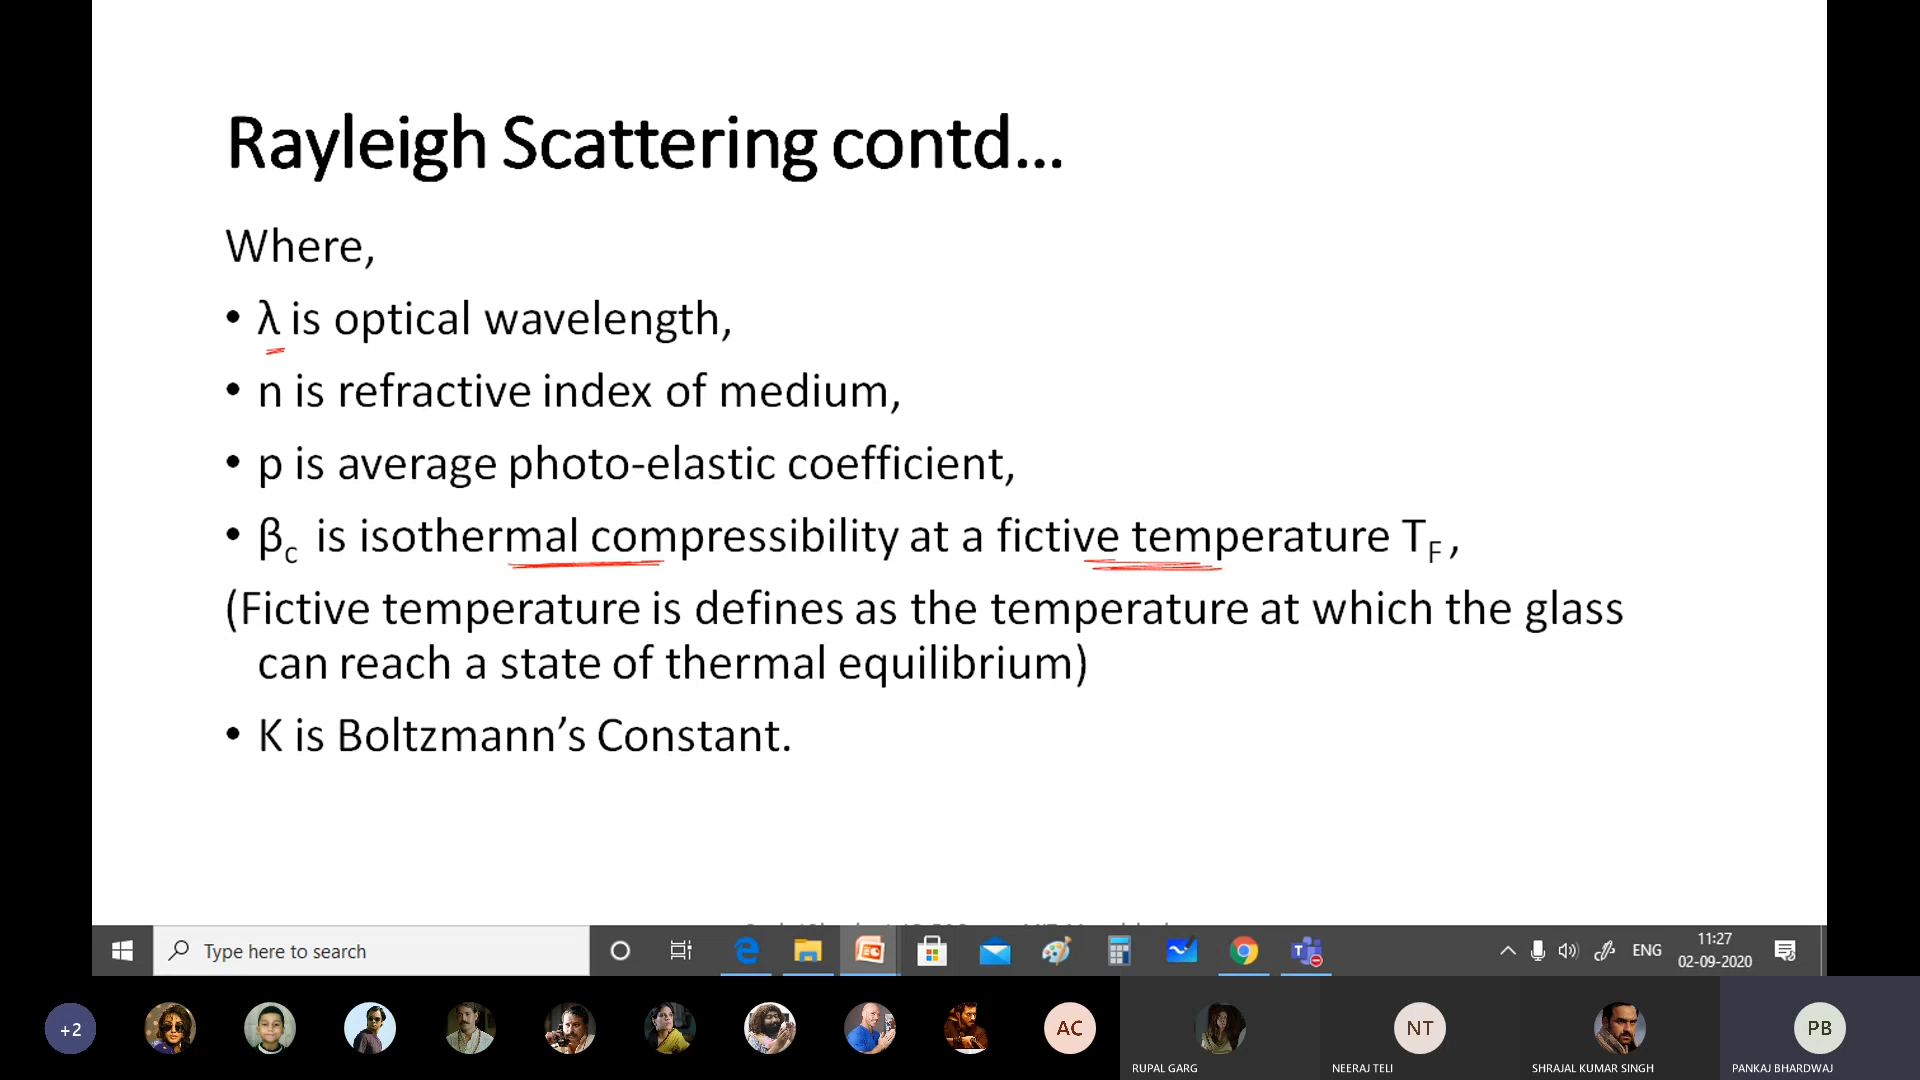 Rayleigh Scattering contd...
Where,
• λ is optical wavelength,
• n is refractive index of medium,
• p is average photo-elastic coefficient,
• βc is isothermal compressibility at a fictive temperature TF ,
(Fictive temperature is defines as the temperature at which the glass
can reach a state of thermal equilibrium)
• K is Boltzmann’s Constant.
Type here to search
ENG
11:27
02-09-2020
+2
AC
NT
PB
RUPAL GARG
NEERAJ TELI
SHRAJAL KUMAR SINGH
PANKAJ BHARDWAJ